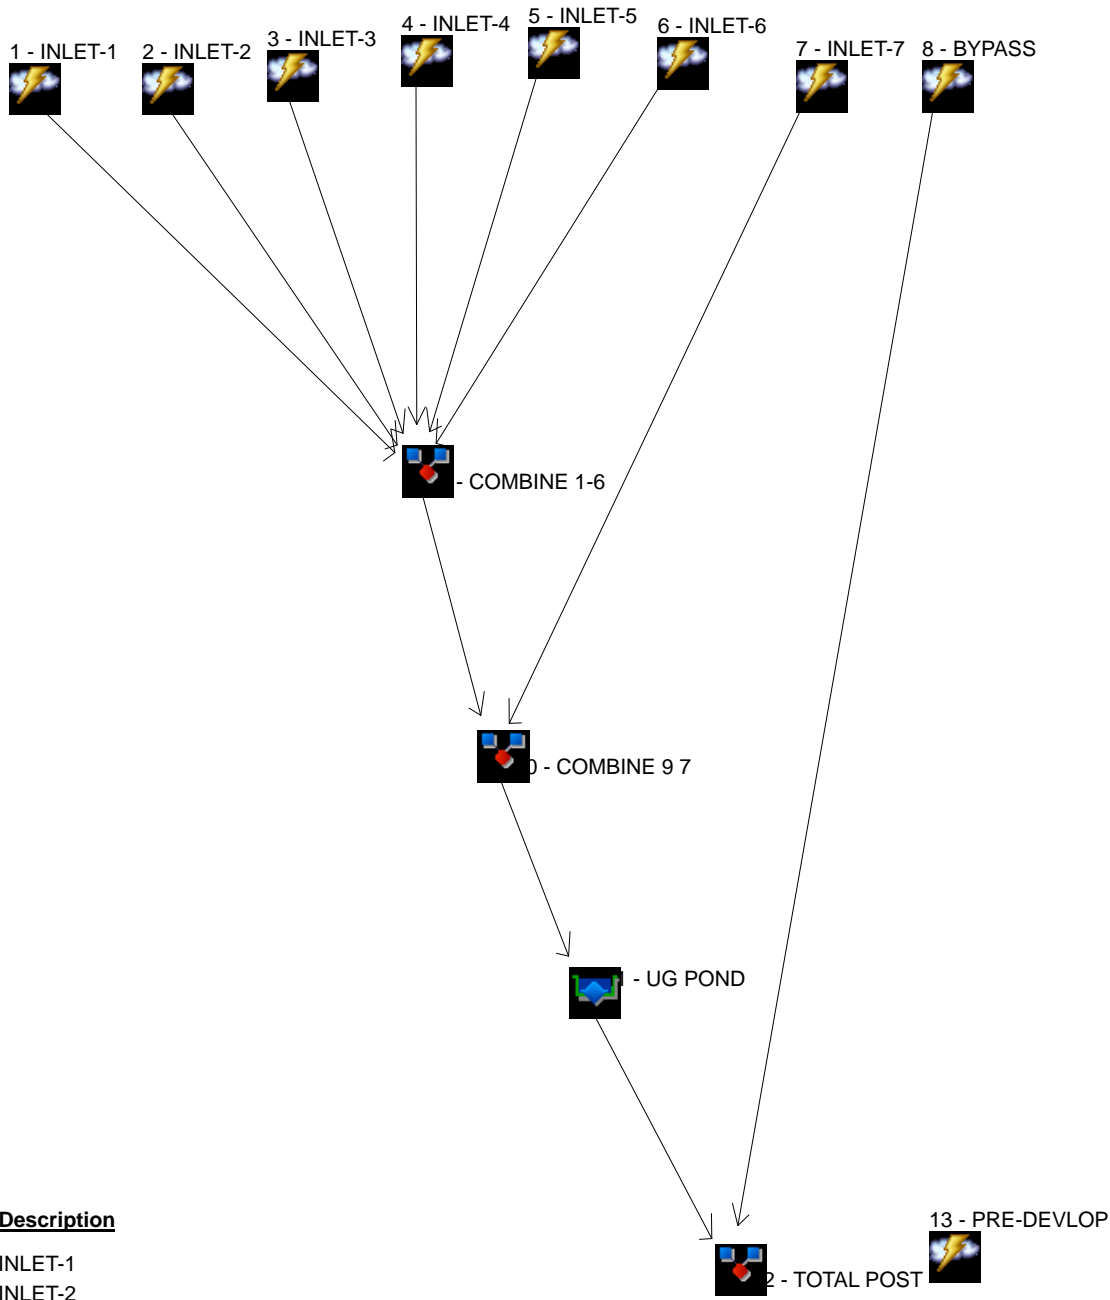 1 - INLET-1
2 - INLET-2
3 - INLET-3
4 - INLET-4
5 - INLET-5
6 - INLET-6
7 - INLET-7
8 - BYPASS
- COMBINE 1-6
0 - COMBINE 9 7
- UG POND
2 - TOTAL POST
13 - PRE-DEVLOP
Description
INLET-1
INLET-2